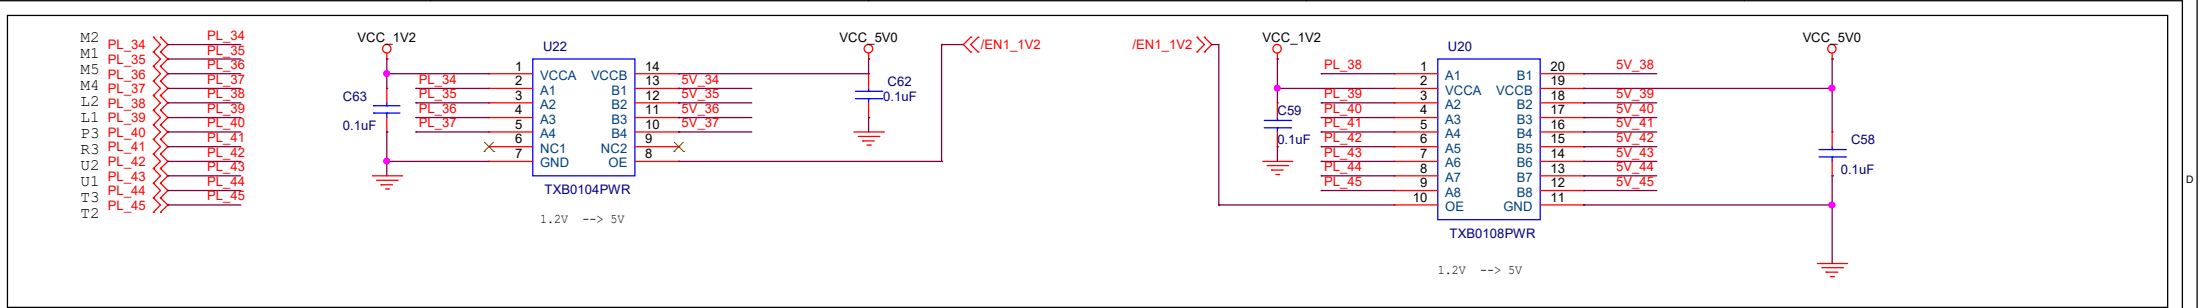 M2 PL_34 PL_34
M1 PL_35 PL_35
M5 PL_36 PL_36
M4 PL_37 PL_37
L2 PL_38 PL_38
L1 PL_39 PL_39
P3 PL_40 PL_40
R3 PL_41 PL_41
U2 PL_42 PL_42
U1 PL_43 PL_43
T3 PL_44 PL_44
T2 PL_45 PL_45
VCC_1V2
C63
0.1uF
U22
1 VCCA VCCB 14
PL_34 2 A1 B1 13 5V_34
PL_35 3 A2 B2 12 5V_35
PL_36 4 A3 B3 11 5V_36
PL_37 5 A4 B4 10 5V_37
6 NC1 NC2 9
7 GND OE 8
TXB0104PWR
1.2V --> 5V
VCC_5V0
C62
0.1uF
/EN1_1V2
/EN1_1V2
VCC_1V2
C59
0.1uF
U20
PL_38 1 A1 B1 20 5V_38
2 VCCA VCCB 19
PL_39 3 A2 B2 18 5V_39
PL_40 4 A3 B3 17 5V_40
PL_41 5 A4 B4 16 5V_41
PL_42 6 A5 B5 15 5V_42
PL_43 7 A6 B6 14 5V_43
PL_44 8 A7 B7 13 5V_44
PL_45 9 A8 B8 12 5V_45
10 OE GND 11
TXB0108PWR
1.2V --> 5V
VCC_5V0
C58
0.1uF
D